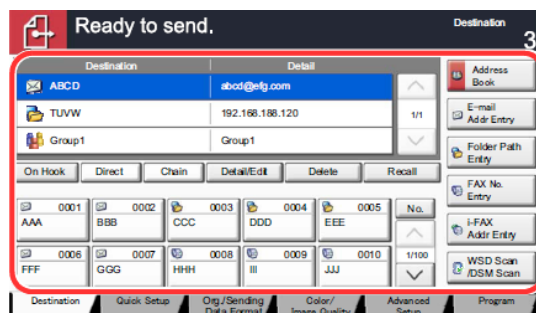 Ready to send.
Destination
3
Destination Detail
ABCD abcd@efg.com
TUVW 192.168.188.120
1/1
Group1 Group1
On Hook Direct Chain Detail/Edit Delete Recall
Address
Book
E-mail
Addr Entry
Folder Path
Entry
FAX No.
Entry
i-FAX
Addr Entry
WSD Scan
/DSM Scan
0001 0002 0003 0004 0005 No.
AAA BBB CCC DDD EEE
0006 0007 0008 0009 0010 1/100
FFF GGG HHH III JJJ
Destination Quick Setup Org./Sending Color/ Advanced Program
Data Format Image Quality Setup